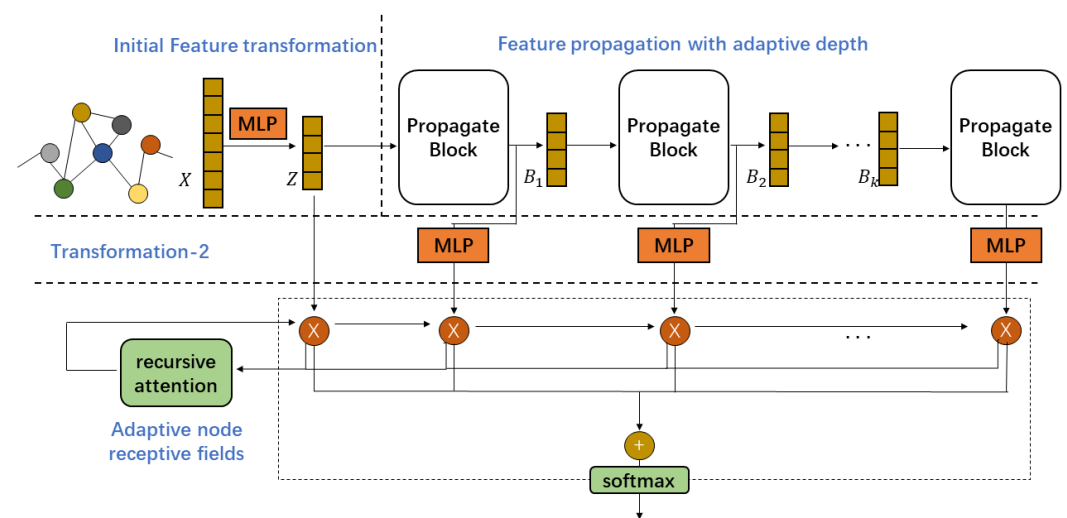 Initial Feature transformation
Feature propagation with adaptive depth
MLP
X
Z
Propagate
Block
B₁
Propagate
Block
B₂
...
Bₖ
Propagate
Block
Transformation-2
MLP
MLP
MLP
X
X
X
...
X
recursive
attention
Adaptive node
receptive fields
+
softmax